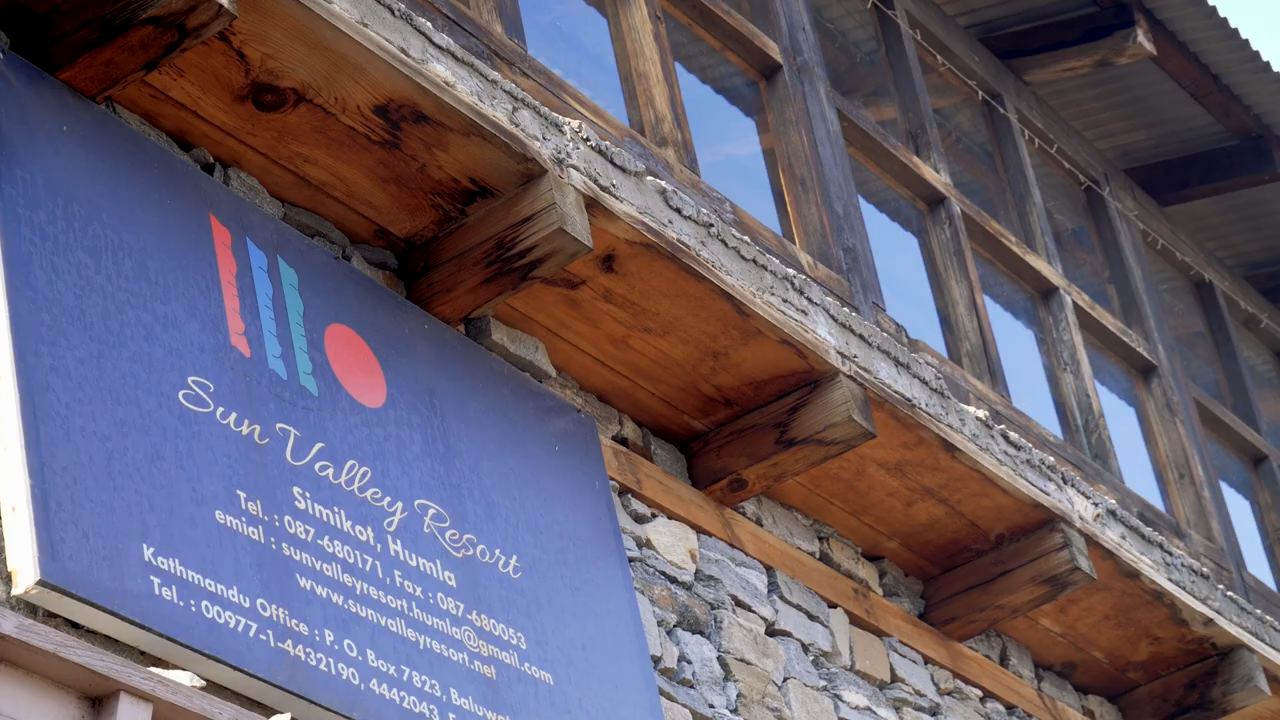 Sun Valley Resort
Simikot, Humla
Tel. : 087-680171, Fax : 087-680053
emial : sunvalleyresort.humla@gmail.com
www.sunvalleyresort.net
Kathmandu Office : P. O. Box 7823,
Tel. : 00977-1-4432190, 4442043,